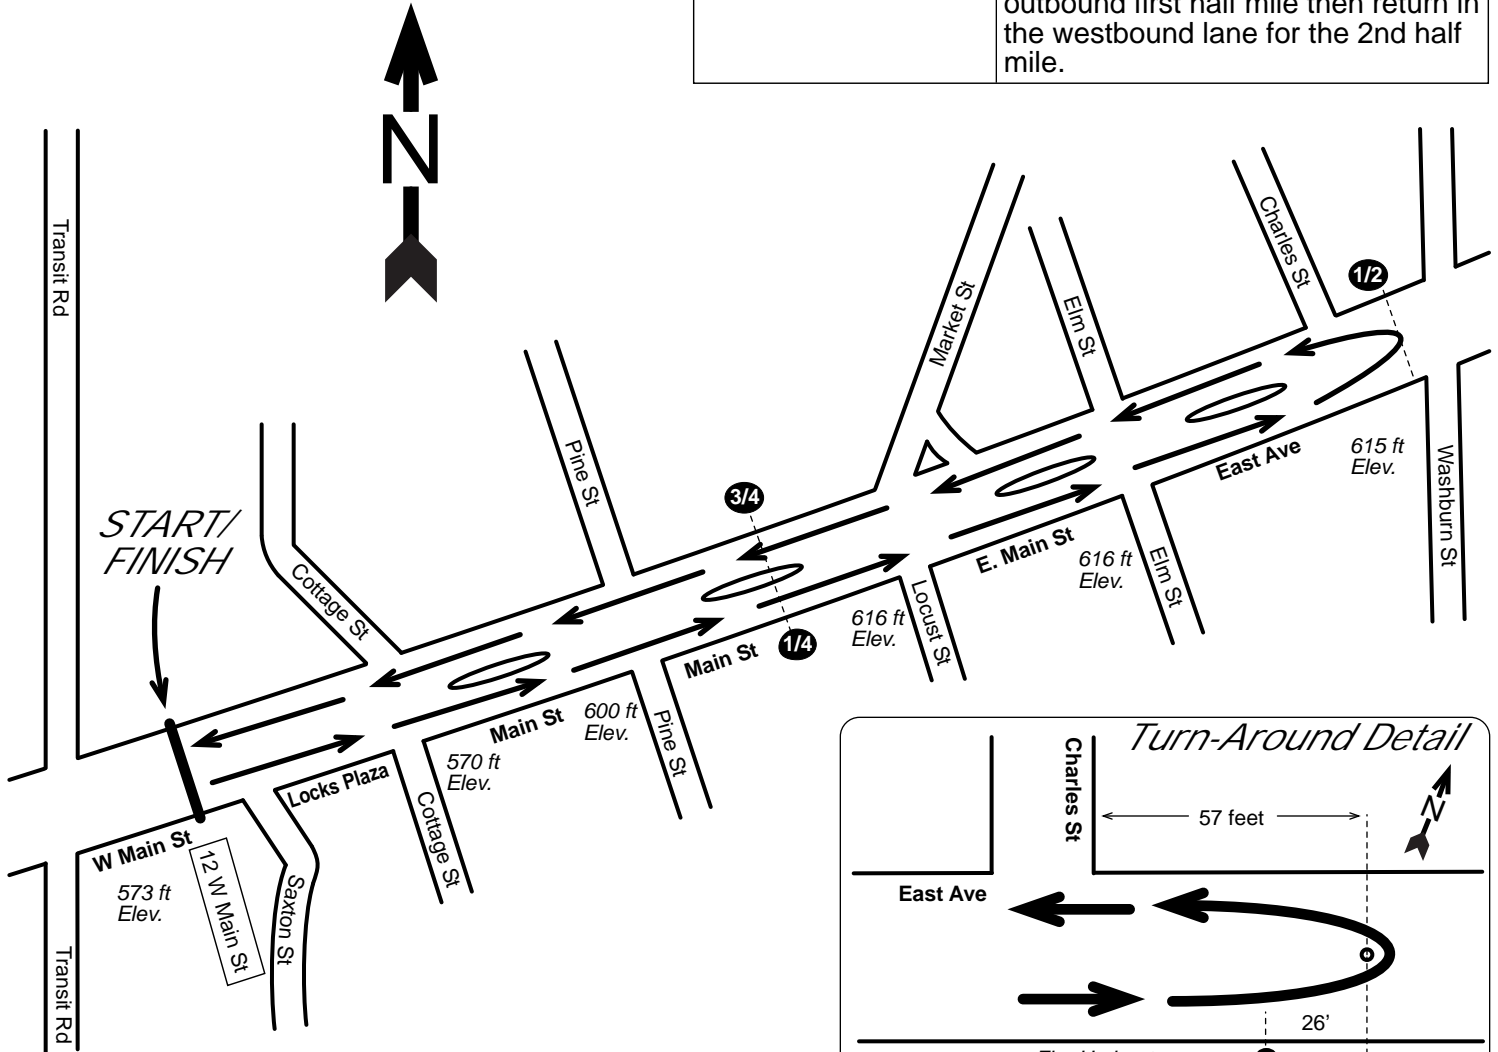 outbound first half mile then return in
the westbound lane for the 2nd half
mile.
N
Transit Rd
Charles St
1/2
Market St
Elm St
Pine St
3/4
START/
FINISH
Cottage St
East Ave
615 ft
Elev.
Washburn St
E. Main St
616 ft
Elev.
Elm St
Locust St
616 ft
Elev.
1/4
Main St
Pine St
600 ft
Elev.
Main St
570 ft
Elev.
Locks Plaza
Cottage St
W Main St
573 ft
Elev.
12 W Main St
Saxton St
Transit Rd
Turn-Around Detail
Charles St
57 feet
N
East Ave
26’